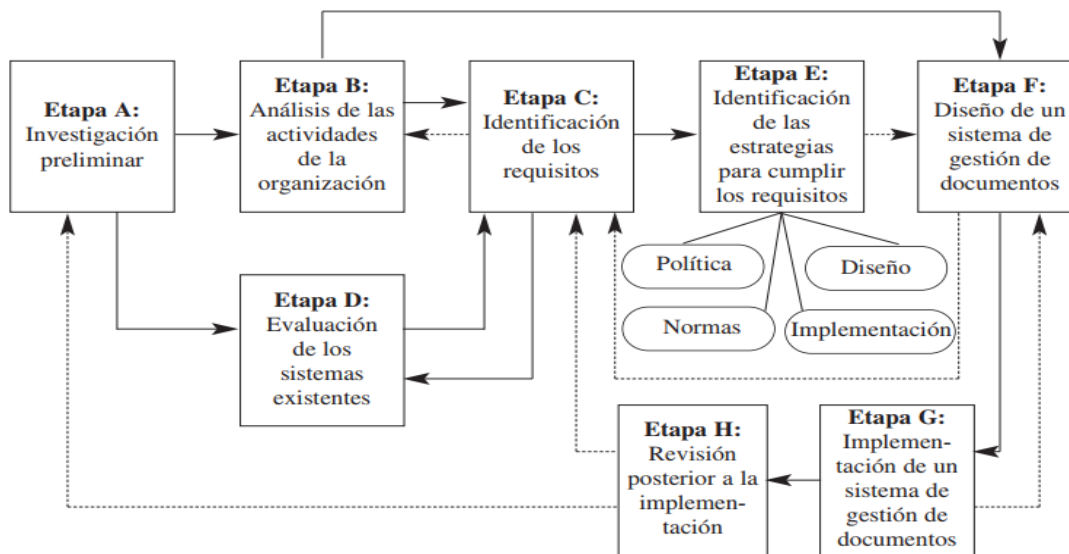 Etapa A:
Investigación
preliminar
Etapa B:
Análisis de las
actividades
de la
organización
Etapa C:
Identificación
de los
requisitos
Etapa E:
Identificación
de las
estrategias
para cumplir
los requisitos
Etapa F:
Diseño de un
sistema de
gestión de
documentos
Política
Diseño
Normas
Implementación
Etapa D:
Evaluación
de los
sistemas
existentes
Etapa H:
Revisión
posterior a la
implemen-
tación
Etapa G:
Implemen-
tación de un
sistema de
gestión de
documentos